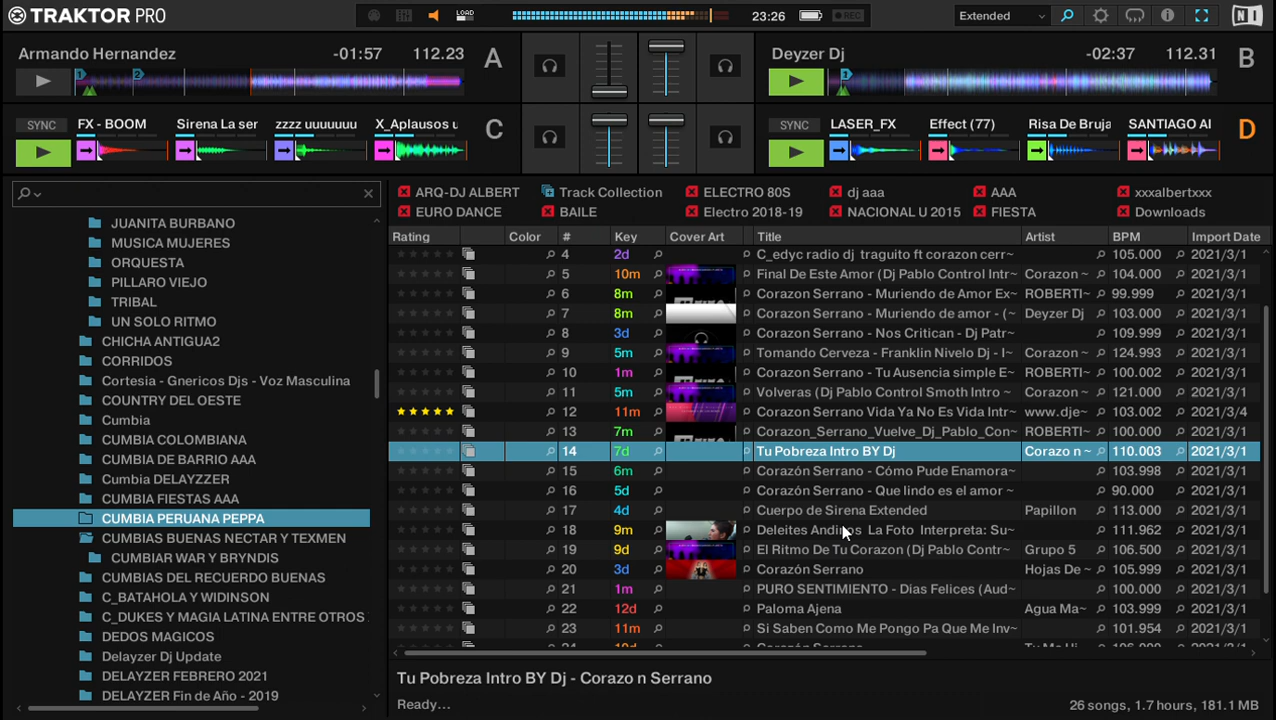 TRAKTOR PRO LOAD 23:26 REC Extended
Armando Hernandez -01:57 112.23 A
Deyzer Dj -02:37 112.31 B
SYNC FX - BOOM Sirena La ser zzzz uuuuuuu X_Aplausos u C
SYNC LASER_FX Effect (77) Risa De Bruja SANTIAGO Al D
ARQ-DJ ALBERT Track Collection ELECTRO 80S dj aaa AAA xxxalbertxxx
EURO DANCE BAILE Electro 2018-19 NACIONAL U 2015 FIESTA Downloads
JUANITA BURBANO
MUSICA MUJERES
ORQUESTA
PILLARO VIEJO
TRIBAL
UN SOLO RITMO
CHICHA ANTIGUA2
CORRIDOS
Cortesia - Gnericos Djs - Voz Masculina
COUNTRY DEL OESTE
Cumbia
CUMBIA COLOMBIANA
CUMBIA DE BARRIO AAA
Cumbia DELAYZZER
CUMBIA FIESTAS AAA
CUMBIA PERUANA PEPPA
CUMBIAS BUENAS NECTAR Y TEXMEN
CUMBIAR WAR Y BRYNDIS
CUMBIAS DEL RECUERDO BUENAS
C_BATAHOLA Y WIDINSON
C_DUKES Y MAGIA LATINA ENTRE OTROS
DEDOS MAGICOS
Delayzer Dj Update
DELAYZER FEBRERO 2021
DELAYZER Fin de Año - 2019
Rating Color # Key Cover Art Title Artist BPM Import Date
4 2d C_edyc radio dj traguito ft corazon cerr~ 105.000 2021/3/1
5 10m Final De Este Amor (Dj Pablo Control Intr~ Corazon ~ 104.000 2021/3/1
6 8m Corazon Serrano - Muriendo de Amor Ex~ ROBERTI~ 99.999 2021/3/1
7 8m Corazon Serrano - Muriendo de amor - (~ Deyzer Dj 103.000 2021/3/1
8 3d Corazon Serrano - Nos Critican - Dj Patr~ 109.999 2021/3/1
9 5m Tomando Cerveza - Franklin Nivelo Dj - I~ Corazon ~ 124.993 2021/3/1
10 1m Corazon Serrano - Tu Ausencia simple E~ ROBERTI~ 100.002 2021/3/1
11 5m Volveras (Dj Pablo Control Smoth Intro ~ Corazon ~ 100.000 2021/3/1
12 11m Corazon Serrano Vida Ya No Es Vida Intr~ www.dje~ 103.002 2021/3/4
13 7m Corazon_Serrano_Vuelve_Dj_Pablo_Con~ ROBERTI~ 100.000 2021/3/1
14 7d Tu Pobreza Intro BY Dj Corazo n ~ 110.003 2021/3/1
15 6m Corazón Serrano - Cómo Pude Enamora~ 103.998 2021/3/1
16 5d Corazón Serrano - Que lindo es el amor ~ 90.000 2021/3/1
17 4d Cuerpo de Sirena Extended Papillon 113.000 2021/3/1
18 9m Deleites Andinos La Foto Interpreta: Su~ 111.962 2021/3/1
19 9d El Ritmo De Tu Corazon (Dj Pablo Contr~ Grupo 5 106.500 2021/3/1
20 3d Corazón Serrano Hojas De ~ 105.999 2021/3/1
21 1m PURO SENTIMIENTO - Dias Felices (Aud~ 100.000 2021/3/1
22 12d Paloma Ajena Agua Ma~ 103.999 2021/3/1
23 11m Si Saben Como Me Pongo Pa Que Me Inv~ 101.954 2021/3/1
Tu Pobreza Intro BY Dj - Corazo n Serrano
Ready... 26 songs, 1.7 hours, 181.1 MB